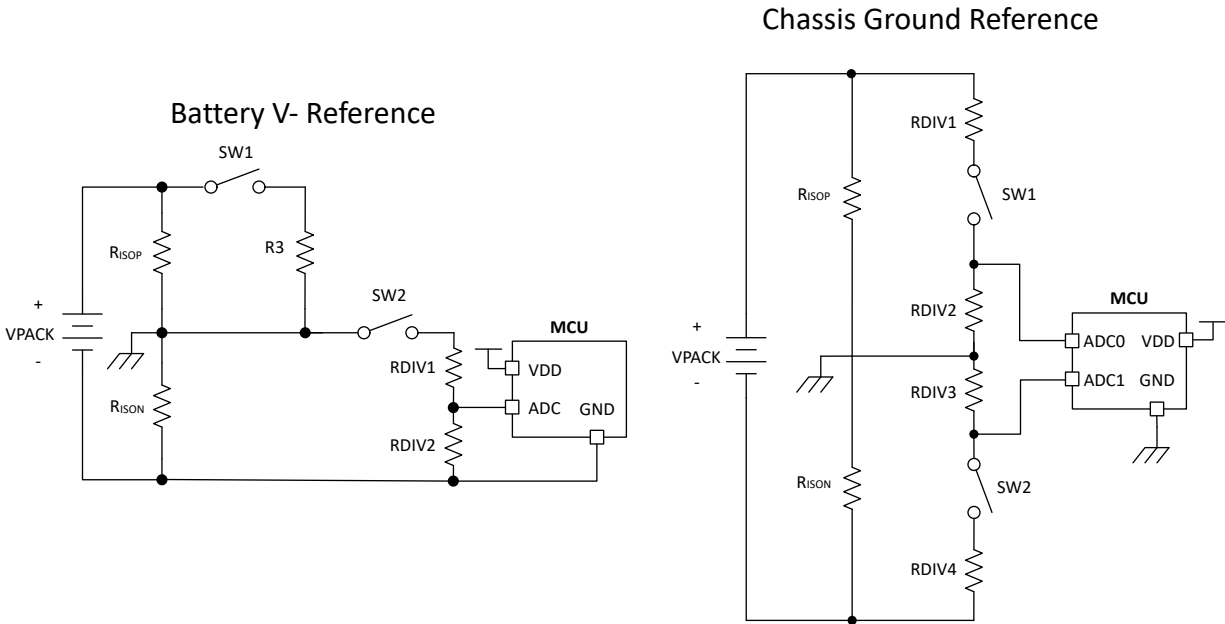 Chassis Ground Reference
Battery V- Reference
SW1
RISOP
R3
SW2
+
VPACK
-
MCU
VDD
RDIV1
ADC
GND
RISON
RDIV2
RDIV1
SW1
RISOP
MCU
RDIV2
ADC0
VDD
+
VPACK
-
ADC1
GND
RDIV3
RISON
SW2
RDIV4